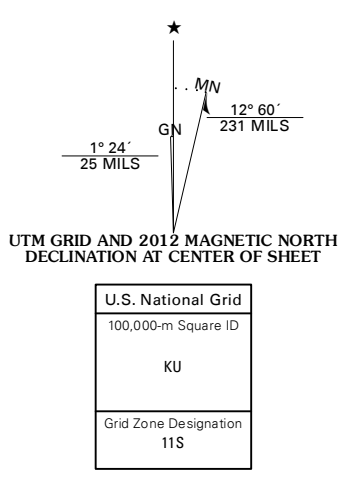 ★
MN
GN
12° 60´
231 MILS
1° 24´
25 MILS
UTM GRID AND 2012 MAGNETIC NORTH
DECLINATION AT CENTER OF SHEET
U.S. National Grid
100,000-m Square ID
KU
Grid Zone Designation
11S